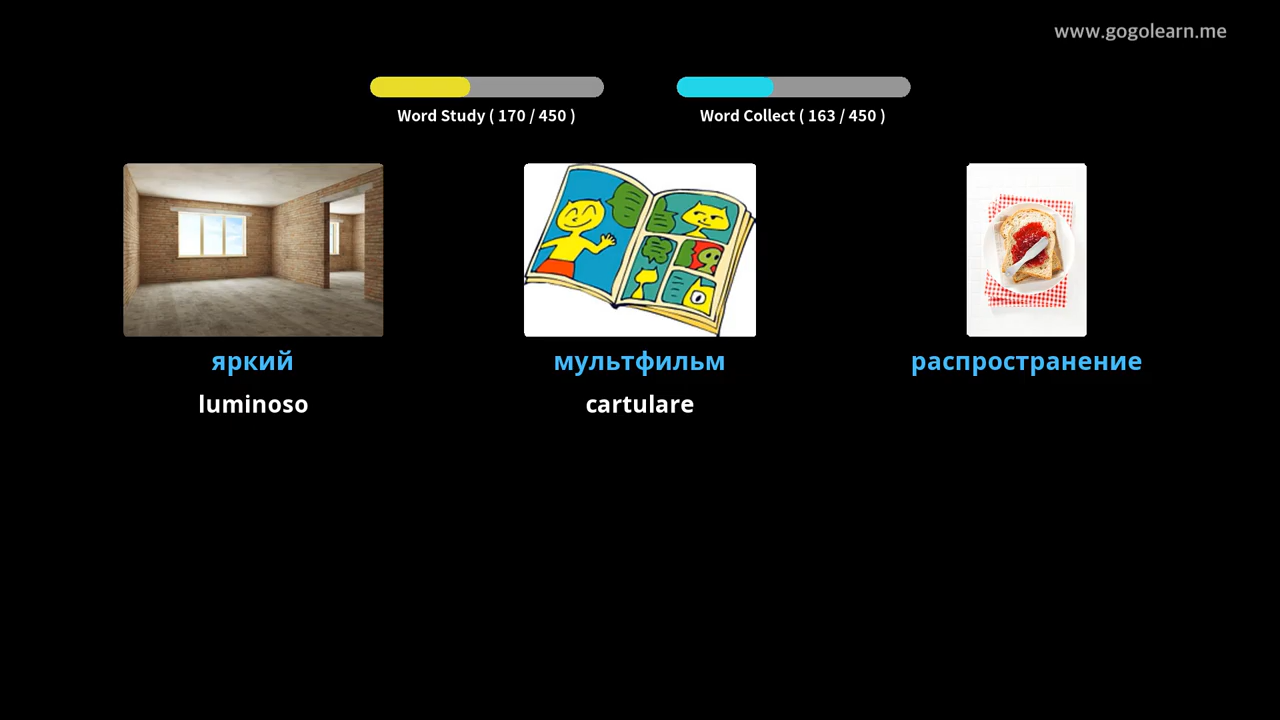 www.gogolearn.me
Word Study ( 170 / 450 )
Word Collect ( 163 / 450 )
яркий
мультфильм
распространение
luminoso
cartulare